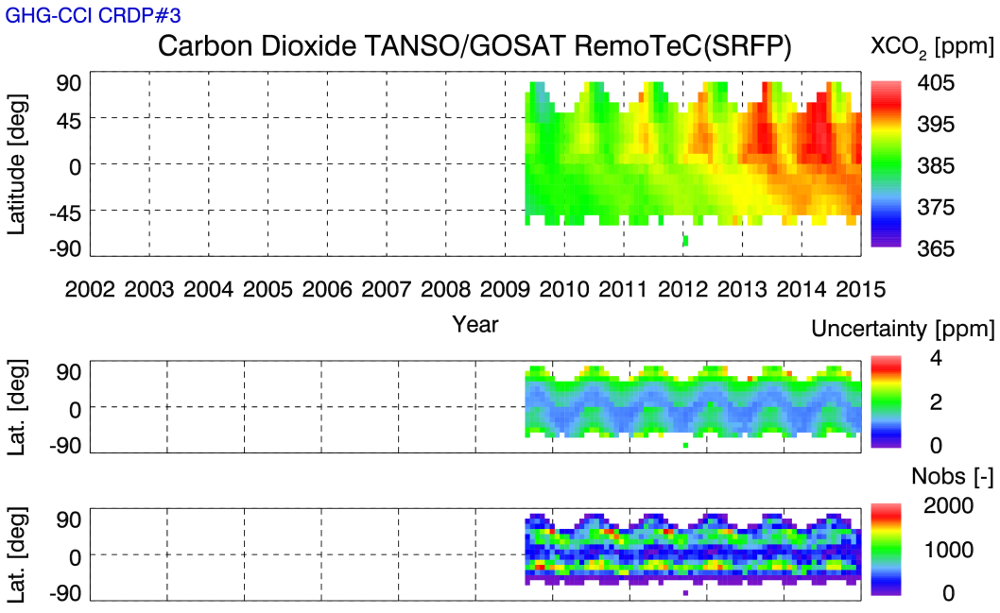 GHG-CCI CRDP#3
Carbon Dioxide TANSO/GOSAT RemoTeC(SRFP)
XCO₂ [ppm]
Latitude [deg]
90
45
0
-45
-90
405
395
385
375
365
2002 2003 2004 2005 2006 2007 2008 2009 2010 2011 2012 2013 2014 2015
Year
Uncertainty [ppm]
Lat. [deg]
90
0
-90
4
2
0
Nobs [-]
Lat. [deg]
90
0
-90
2000
1000
0